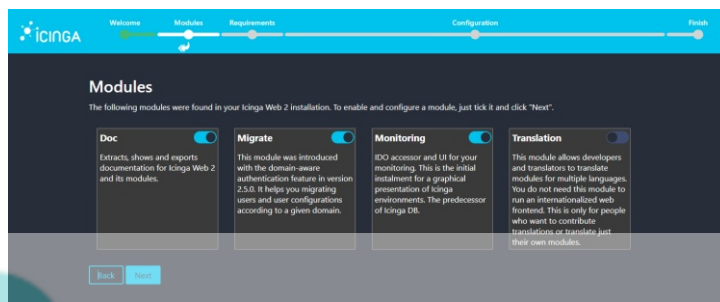 Welcome
Modules
Requirements
Configuration
Finish
icinga
Modules
The following modules were found in your Icinga Web 2 installation. To enable and configure a module, just tick it and click "Next".
Doc
Extracts, shows and exports
documentation for Icinga Web 2
and its modules.
Migrate
This module was introduced
with the domain-aware
authentication feature in version
2.5.0. It helps you migrating
users and user configurations
according to a given domain.
Monitoring
IDO accessor and UI for your
monitoring. This is the initial
instalment for a graphical
presentation of Icinga
environments. The predecessor
of Icinga DB.
Translation
This module allows developers
and translators to translate
modules for multiple languages.
You do not need this module to
run an internationalized web
frontend. This is only for people
who want to contribute
translations or translate just
their own modules.
Back
Next